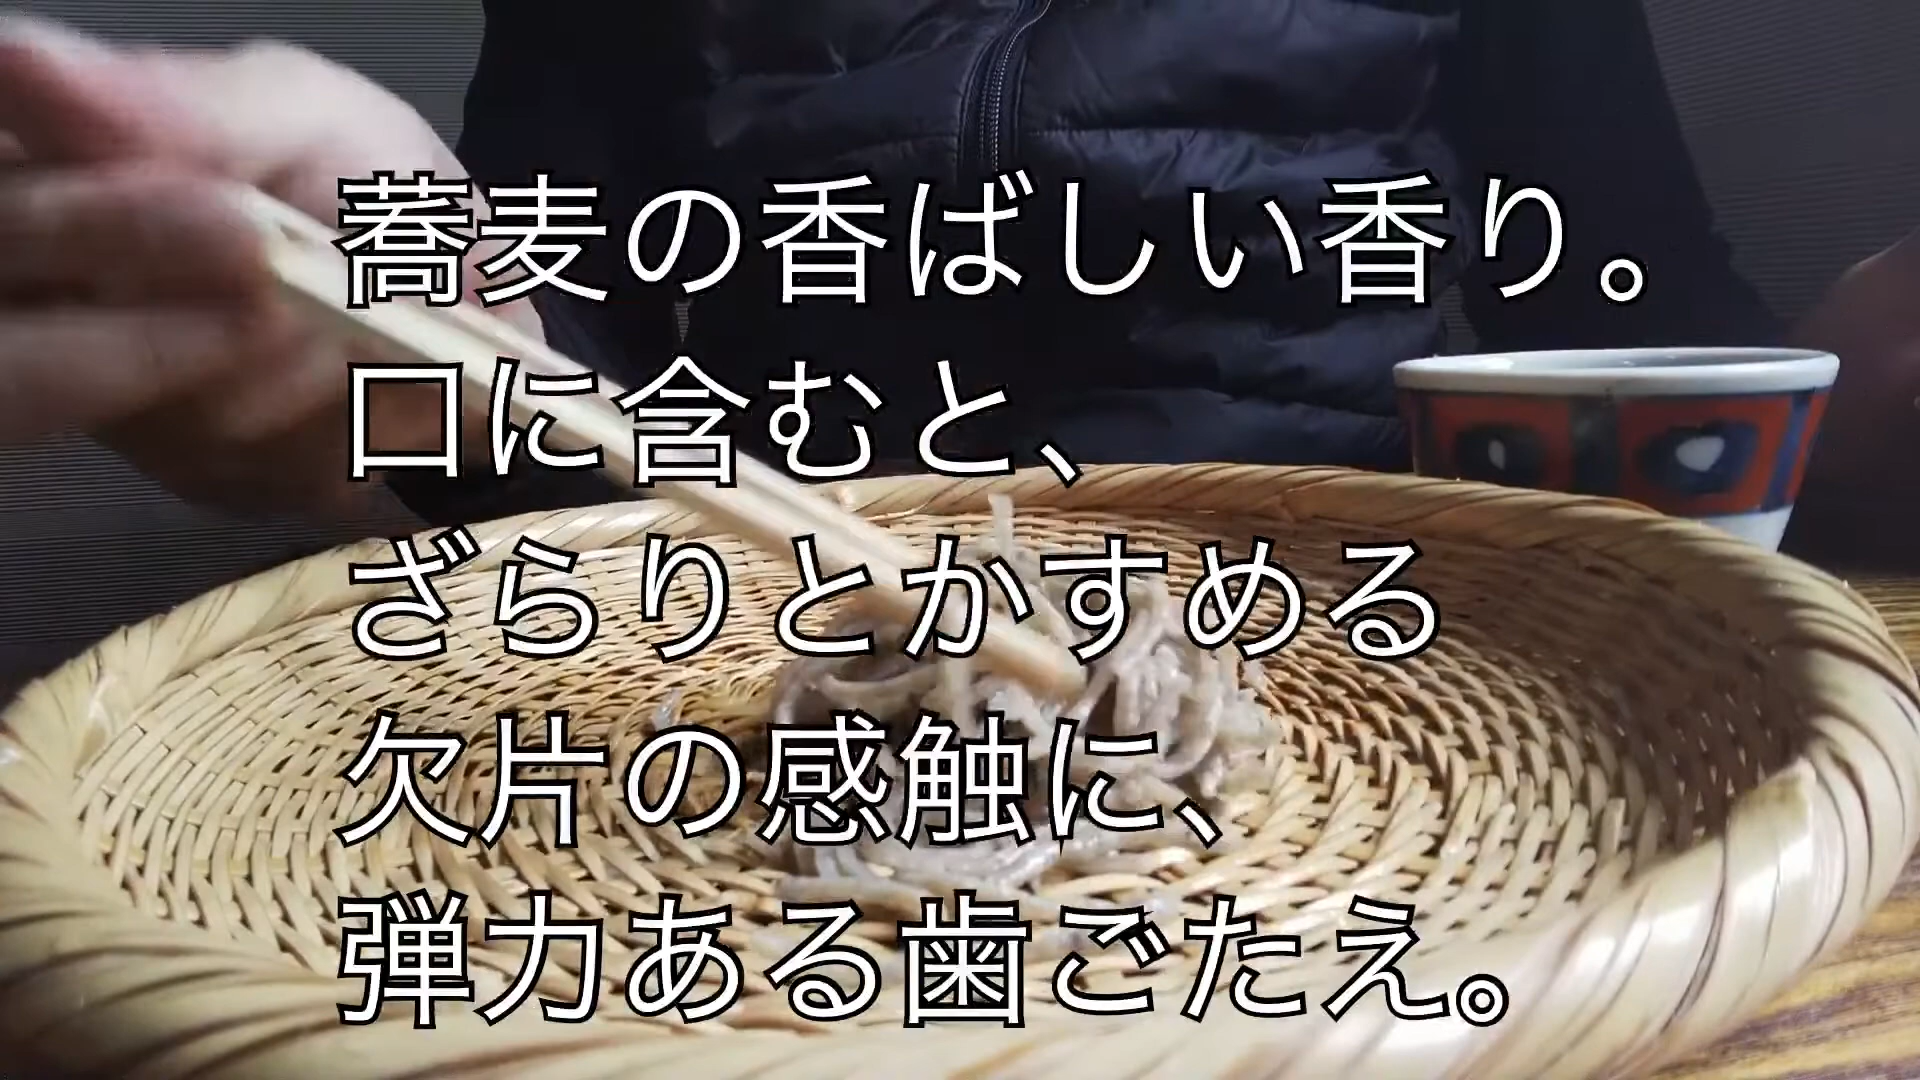 蕎麦の香ばしい香り。
口に含むと、
ざらりとかすめる
欠片の感触に、
弾力ある歯ごたえ。